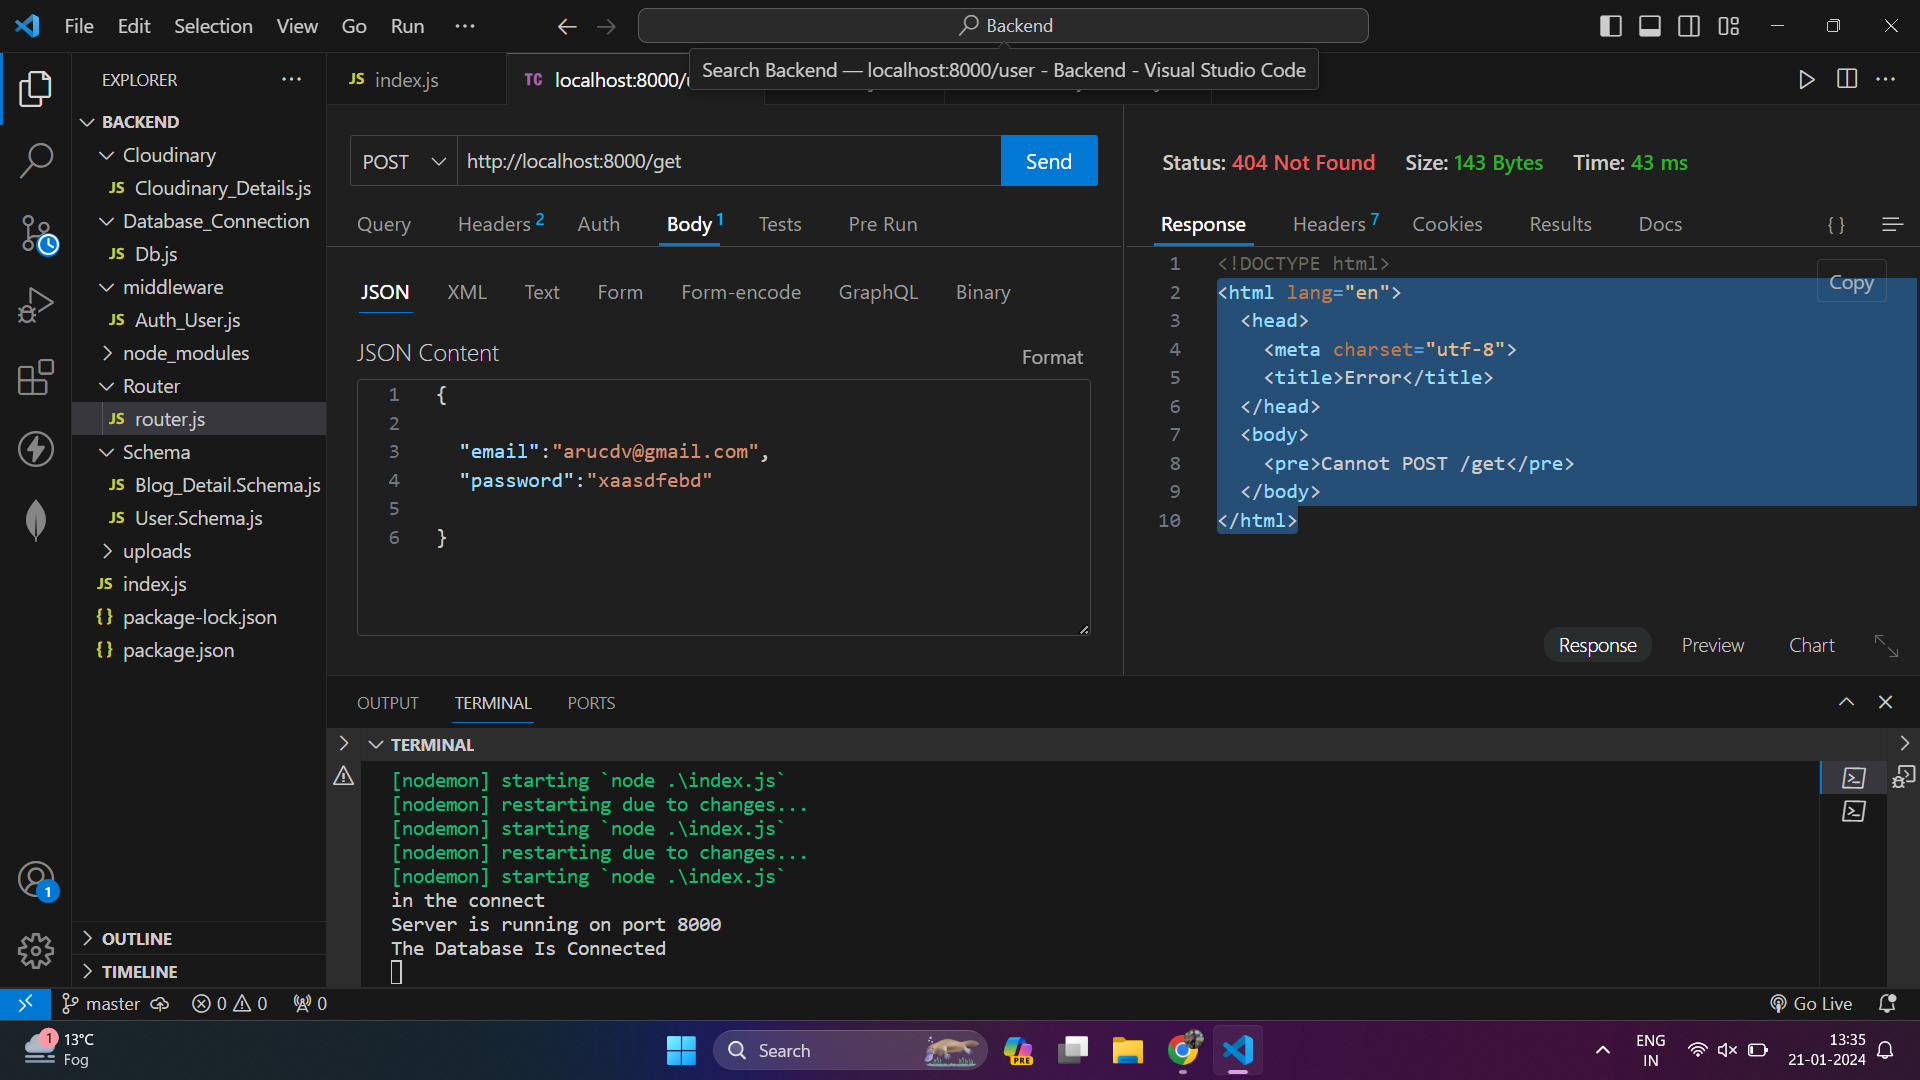 File Edit Selection View Go Run ··· Backend
EXPLORER ···
JS index.js TC localhost:8000/u
Search Backend — localhost:8000/user - Backend - Visual Studio Code
BACKEND
Cloudinary
JS Cloudinary_Details.js
Database_Connection
JS Db.js
middleware
JS Auth_User.js
node_modules
Router
JS router.js
Schema
JS Blog_Detail.Schema.js
JS User.Schema.js
uploads
JS index.js
{} package-lock.json
{} package.json
OUTLINE
TIMELINE
POST http://localhost:8000/get Send
Query Headers 2 Auth Body 1 Tests Pre Run
JSON XML Text Form Form-encode GraphQL Binary
JSON Content Format
1 {
2
3 "email":"arucdv@gmail.com",
4 "password":"xaasdfebd"
5
6 }
Status: 404 Not Found Size: 143 Bytes Time: 43 ms
Response Headers 7 Cookies Results Docs {}
1 <!DOCTYPE html>
Copy
2 <html lang="en">
3 <head>
4 <meta charset="utf-8">
5 <title>Error</title>
6 </head>
7 <body>
8 <pre>Cannot POST /get</pre>
9 </body>
10 </html>
Response Preview Chart
OUTPUT TERMINAL PORTS
TERMINAL
[nodemon] starting `node .\index.js`
[nodemon] restarting due to changes...
[nodemon] starting `node .\index.js`
[nodemon] restarting due to changes...
[nodemon] starting `node .\index.js`
in the connect
Server is running on port 8000
The Database Is Connected
1
master 0 0 0 Go Live
1 13°C
Fog
Search
PRE
ENG
IN
13:35
21-01-2024